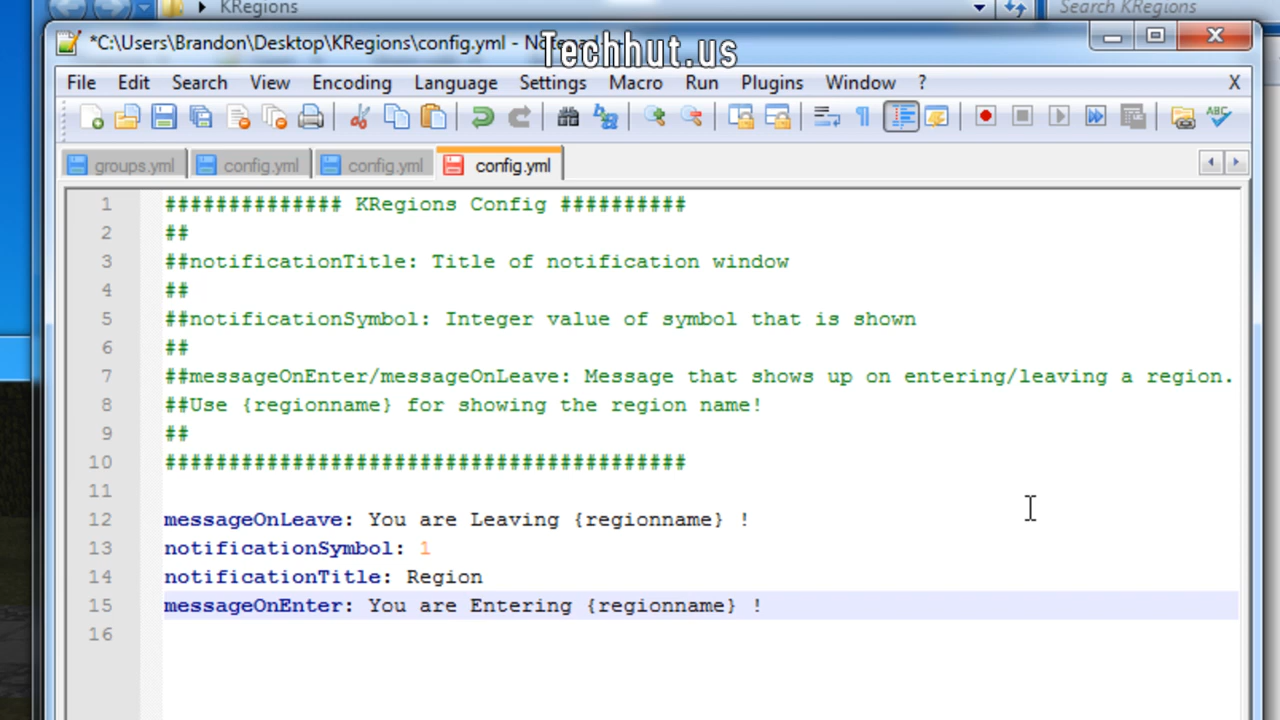 KRegions
Search KRegions
*C:\Users\Brandon\Desktop\KRegions\config.yml - Notepad
Techhut.us
File Edit Search View Encoding Language Settings Macro Run Plugins Window ? X
groups.yml config.yml config.yml config.yml
1 ############## KRegions Config ##########
2 ##
3 ##notificationTitle: Title of notification window
4 ##
5 ##notificationSymbol: Integer value of symbol that is shown
6 ##
7 ##messageOnEnter/messageOnLeave: Message that shows up on entering/leaving a region.
8 ##Use {regionname} for showing the region name!
9 ##
10 #########################################
11
12 messageOnLeave: You are Leaving {regionname} !
13 notificationSymbol: 1
14 notificationTitle: Region
15 messageOnEnter: You are Entering {regionname} !
16